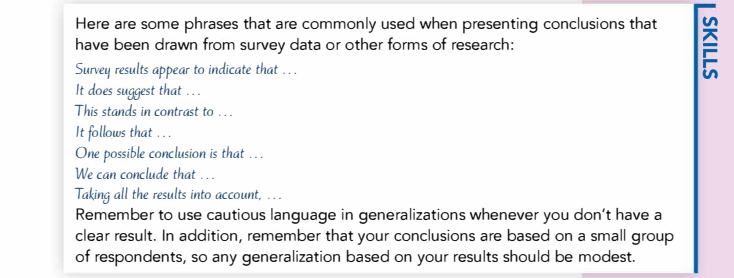 Here are some phrases that are commonly used when presenting conclusions that
have been drawn from survey data or other forms of research:
Survey results appear to indicate that ...
It does suggest that ...
This stands in contrast to ...
It follows that ...
One possible conclusion is that ...
We can conclude that ...
Taking all the results into account, ...
Remember to use cautious language in generalizations whenever you don't have a
clear result. In addition, remember that your conclusions are based on a small group
of respondents, so any generalization based on your results should be modest.
SKILLS